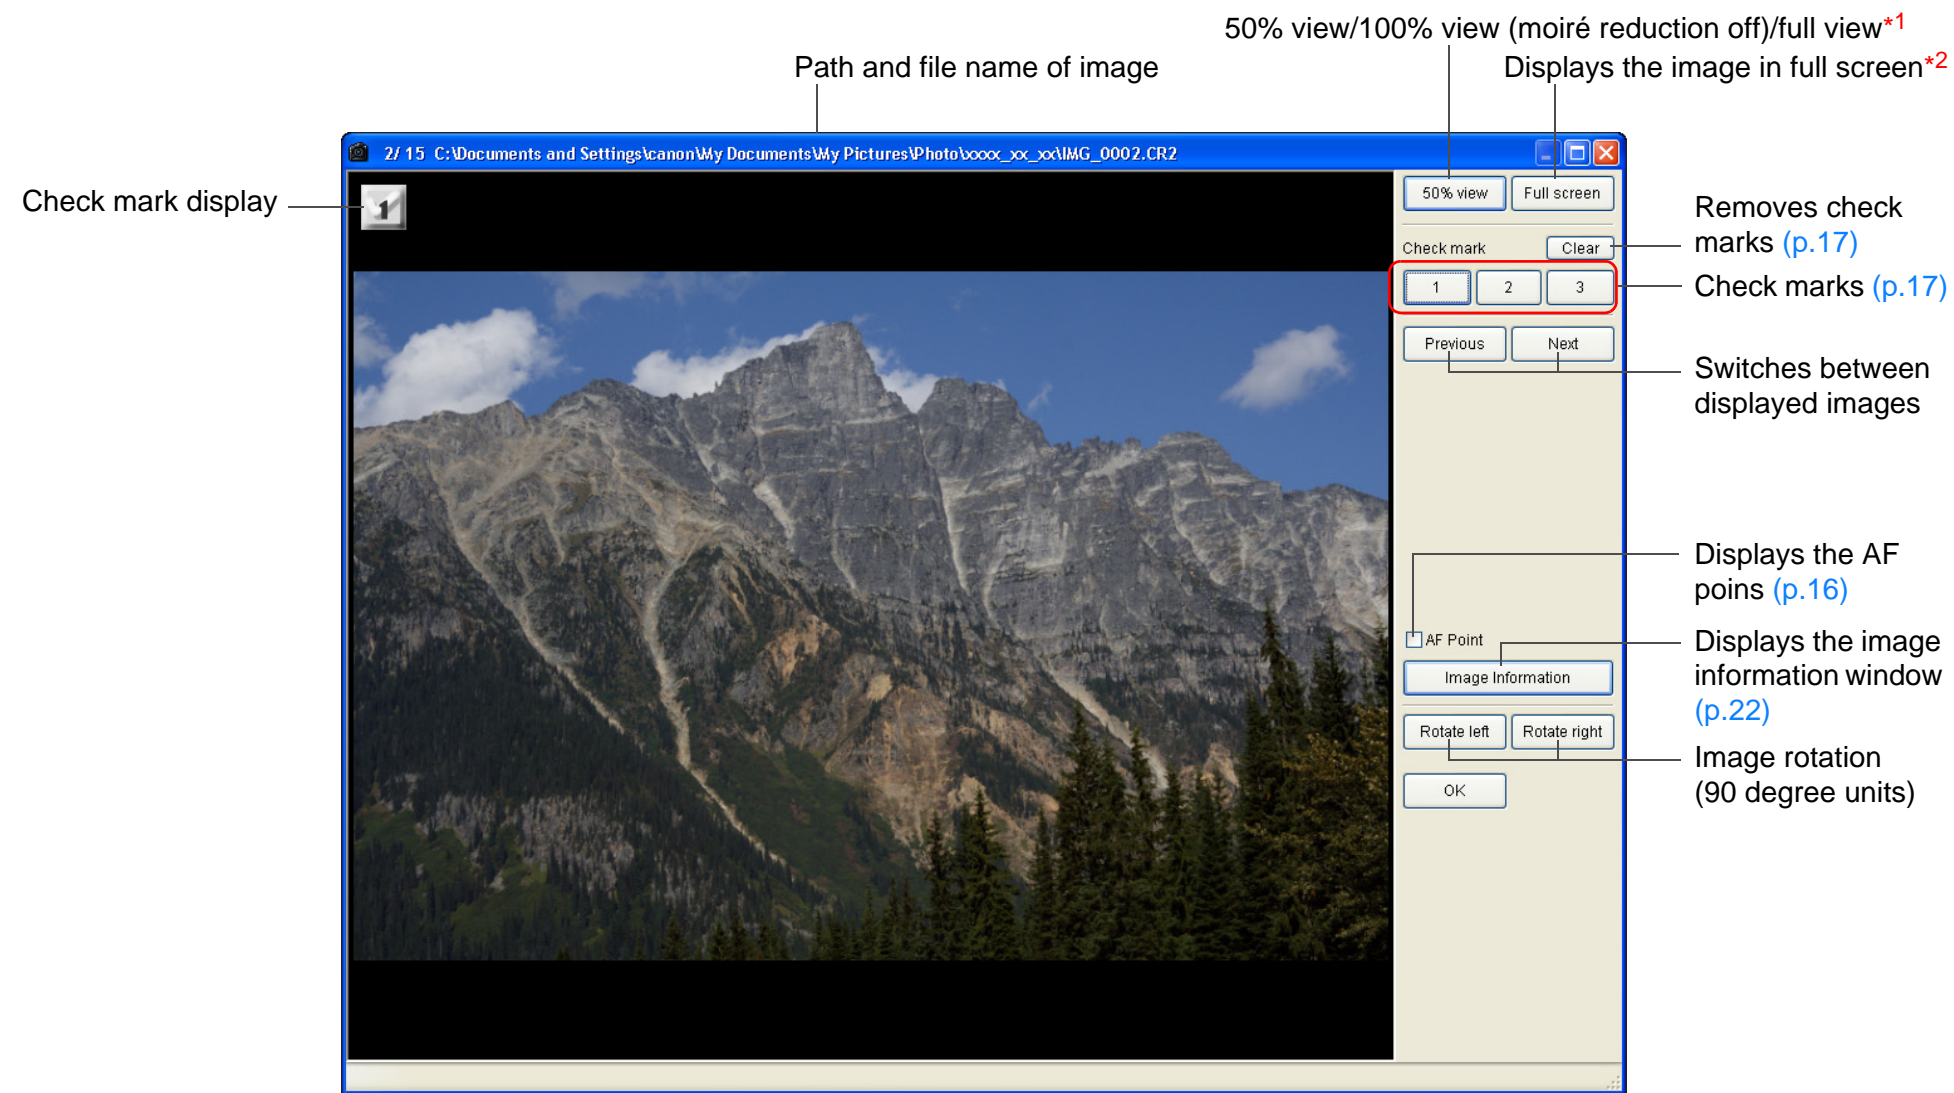 50% view/100% view (moiré reduction off)/full view*1
Path and file name of image
Displays the image in full screen*2
2/ 15 C:\Documents and Settings\canon\My Documents\My Pictures\Photo\xxxx_xx_xx\IMG_0002.CR2
Check mark display
1
50% view
Full screen
Removes check
marks (p.17)
Check mark
Clear
Check marks (p.17)
1
2
3
Previous
Next
Switches between
displayed images
Displays the AF
poins (p.16)
AF Point
Displays the image
information window
(p.22)
Image Information
Rotate left
Rotate right
Image rotation
(90 degree units)
OK